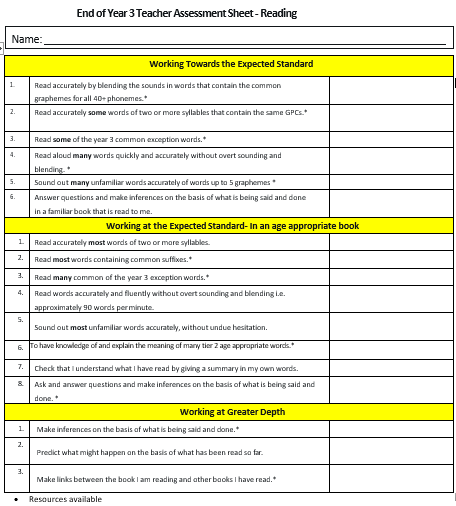 End of Year 3 Teacher Assessment Sheet - Reading
Name:
Working Towards the Expected Standard
1. Read accurately by blending the sounds in words that contain the common
graphemes for all 40+ phonemes.*
2. Read accurately some words of two or more syllables that contain the same GPCs.*
3. Read some of the year 3 common exception words.*
4. Read aloud many words quickly and accurately without overt sounding and
blending. *
5. Sound out many unfamiliar words accurately of words up to 5 graphemes *
6. Answer questions and make inferences on the basis of what is being said and done
in a familiar book that is read to me.
Working at the Expected Standard- In an age appropriate book
1. Read accurately most words of two or more syllables.
2. Read most words containing common suffixes.*
3. Read many common of the year 3 exception words.*
4. Read words accurately and fluently without overt sounding and blending i.e.
approximately 90 words per minute.
5. Sound out most unfamiliar words accurately, without undue hesitation.
6. To have knowledge of and explain the meaning of many tier 2 age appropriate words.*
7. Check that I understand what I have read by giving a summary in my own words.
8. Ask and answer questions and make inferences on the basis of what is being said and
done. *
Working at Greater Depth
1. Make inferences on the basis of what is being said and done.*
2. Predict what might happen on the basis of what has been read so far.
3. Make links between the book I am reading and other books I have read.*
• Resources available